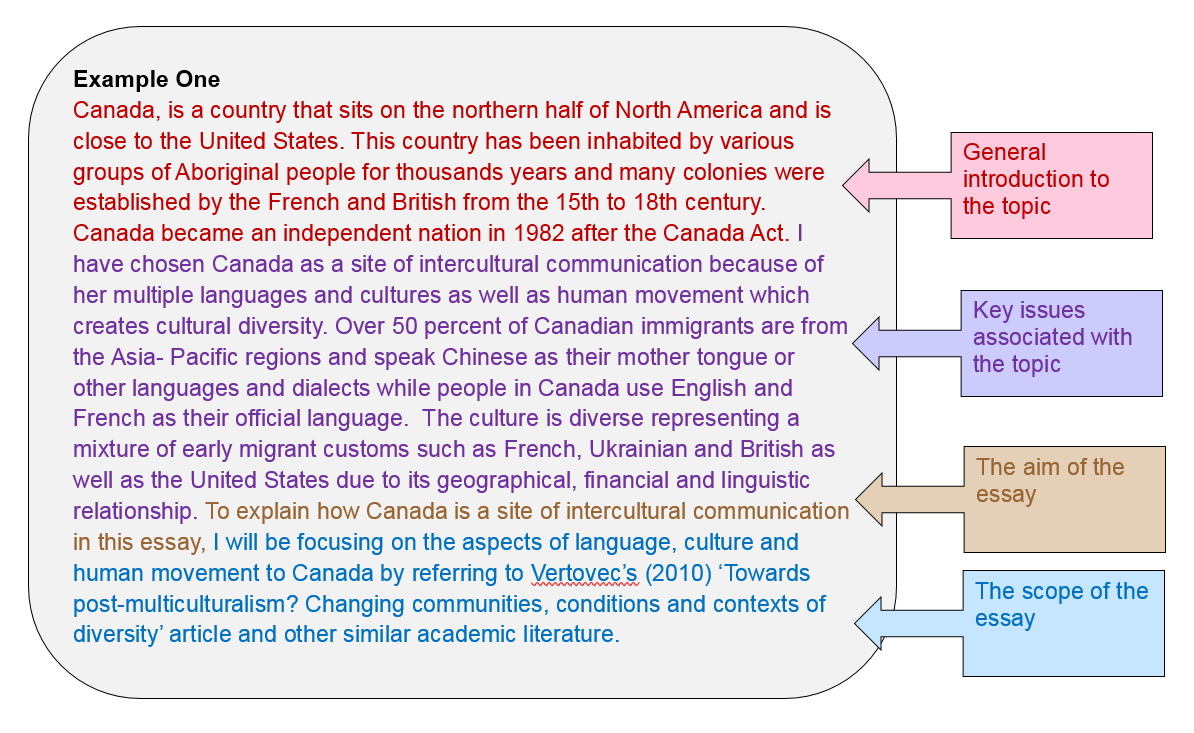 Example One
Canada, is a country that sits on the northern half of North America and is
close to the United States. This country has been inhabited by various
groups of Aboriginal people for thousands years and many colonies were
established by the French and British from the 15th to 18th century.
Canada became an independent nation in 1982 after the Canada Act. I
have chosen Canada as a site of intercultural communication because of
her multiple languages and cultures as well as human movement which
creates cultural diversity. Over 50 percent of Canadian immigrants are from
the Asia- Pacific regions and speak Chinese as their mother tongue or
other languages and dialects while people in Canada use English and
French as their official language.  The culture is diverse representing a
mixture of early migrant customs such as French, Ukrainian and British as
well as the United States due to its geographical, financial and linguistic
relationship. To explain how Canada is a site of intercultural communication
in this essay, I will be focusing on the aspects of language, culture and
human movement to Canada by referring to Vertovec’s (2010) ‘Towards
post-multiculturalism? Changing communities, conditions and contexts of
diversity’ article and other similar academic literature.
General
introduction to
the topic
Key issues
associated with
the topic
The aim of the
essay
The scope of the
essay